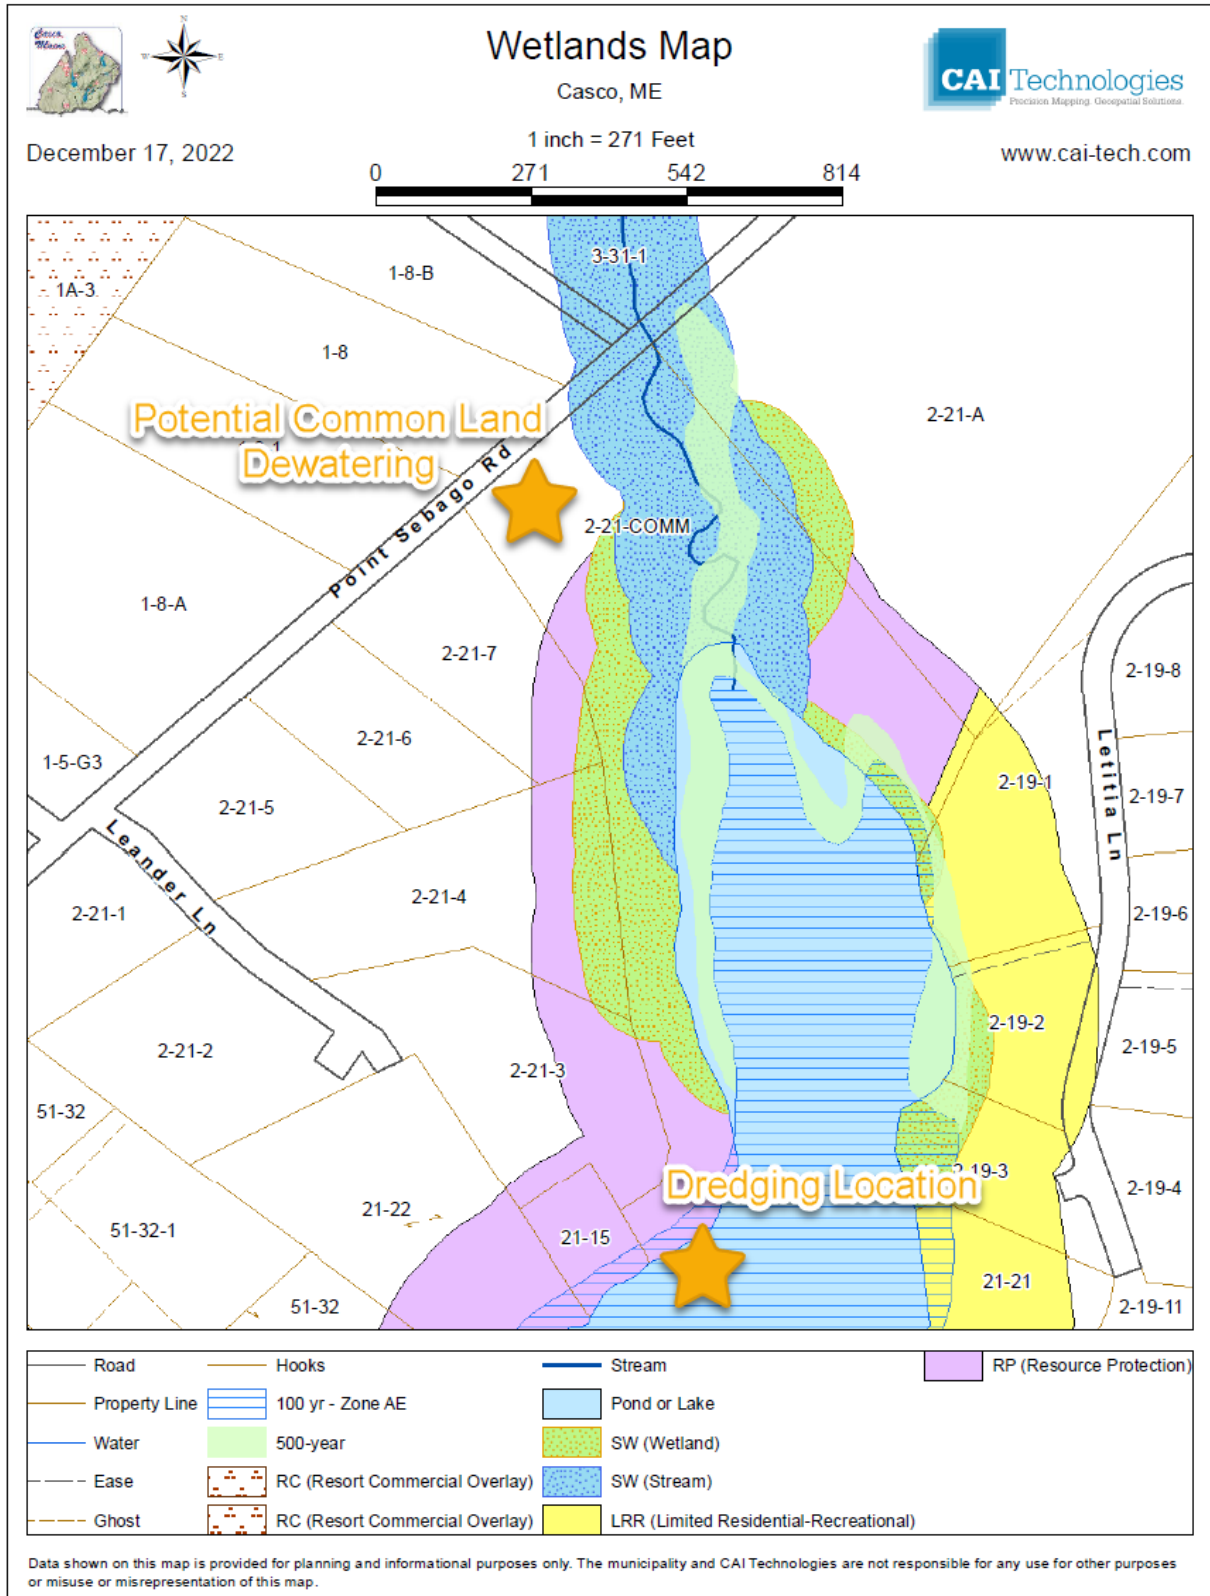 Casco,
Maine
N
W
E
S
Wetlands Map
Casco, ME
CAI Technologies
Precision Mapping. Geospatial Solutions.
December 17, 2022
1 inch = 271 Feet
www.cai-tech.com
0 271 542 814
3-31-1
1-8-B
1A-3
1-8
2-21-A
Potential Common Land
Dewatering
Point Sebago Rd
2-21-COMM
1-8-A
2-21-7
2-19-8
2-21-6
1-5-G3
2-19-1
Letitia Ln
2-19-7
2-21-5
Leander Ln
2-21-4
2-19-6
2-21-1
2-19-2
2-19-5
2-21-2
2-21-3
51-32
2-19-3
Dredging Location
2-19-4
21-22
51-32-1
21-15
21-21
51-32
2-19-11
Road
Hooks
Stream
RP (Resource Protection)
Property Line
100 yr - Zone AE
Pond or Lake
Water
500-year
SW (Wetland)
Ease
RC (Resort Commercial Overlay)
SW (Stream)
Ghost
RC (Resort Commercial Overlay)
LRR (Limited Residential-Recreational)
Data shown on this map is provided for planning and informational purposes only. The municipality and CAI Technologies are not responsible for any use for other purposes
or misuse or misrepresentation of this map.